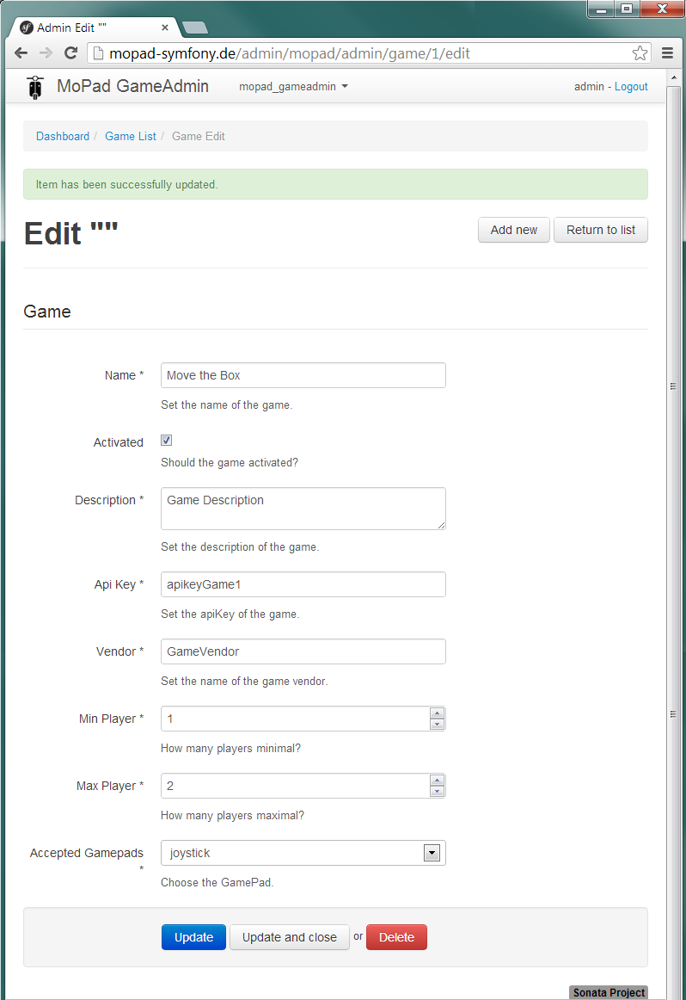 Admin Edit ""
mopad-symfony.de/admin/mopad/admin/game/1/edit
MoPad GameAdmin mopad_gameadmin admin - Logout
Dashboard / Game List / Game Edit
Item has been successfully updated.
Edit "" Add new Return to list
Game
Name * Move the Box
Set the name of the game.
Activated
Should the game activated?
Description * Game Description
Set the description of the game.
Api Key * apikeyGame1
Set the apiKey of the game.
Vendor * GameVendor
Set the name of the game vendor.
Min Player * 1
How many players minimal?
Max Player * 2
How many players maximal?
Accepted Gamepads joystick
*
Choose the GamePad.
Update Update and close or Delete
Sonata Project